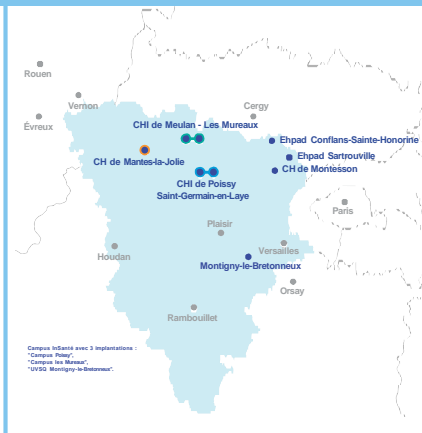 Rouen
Vernon
Évreux
Cergy
CHI de Meulan - Les Mureaux
Ehpad Conflans-Sainte-Honorine
CH de Mantes-la-Jolie
Ehpad Sartrouville
CH de Montesson
CHI de Poissy
Saint-Germain-en-Laye
Paris
Plaisir
Houdan
Versailles
Montigny-le-Bretonneux
Orsay
Rambouillet
Campus InSanté avec 3 implantations :
"Campus Poissy",
"Campus les Mureaux",
"UVSQ Montigny-le-Bretonneux".